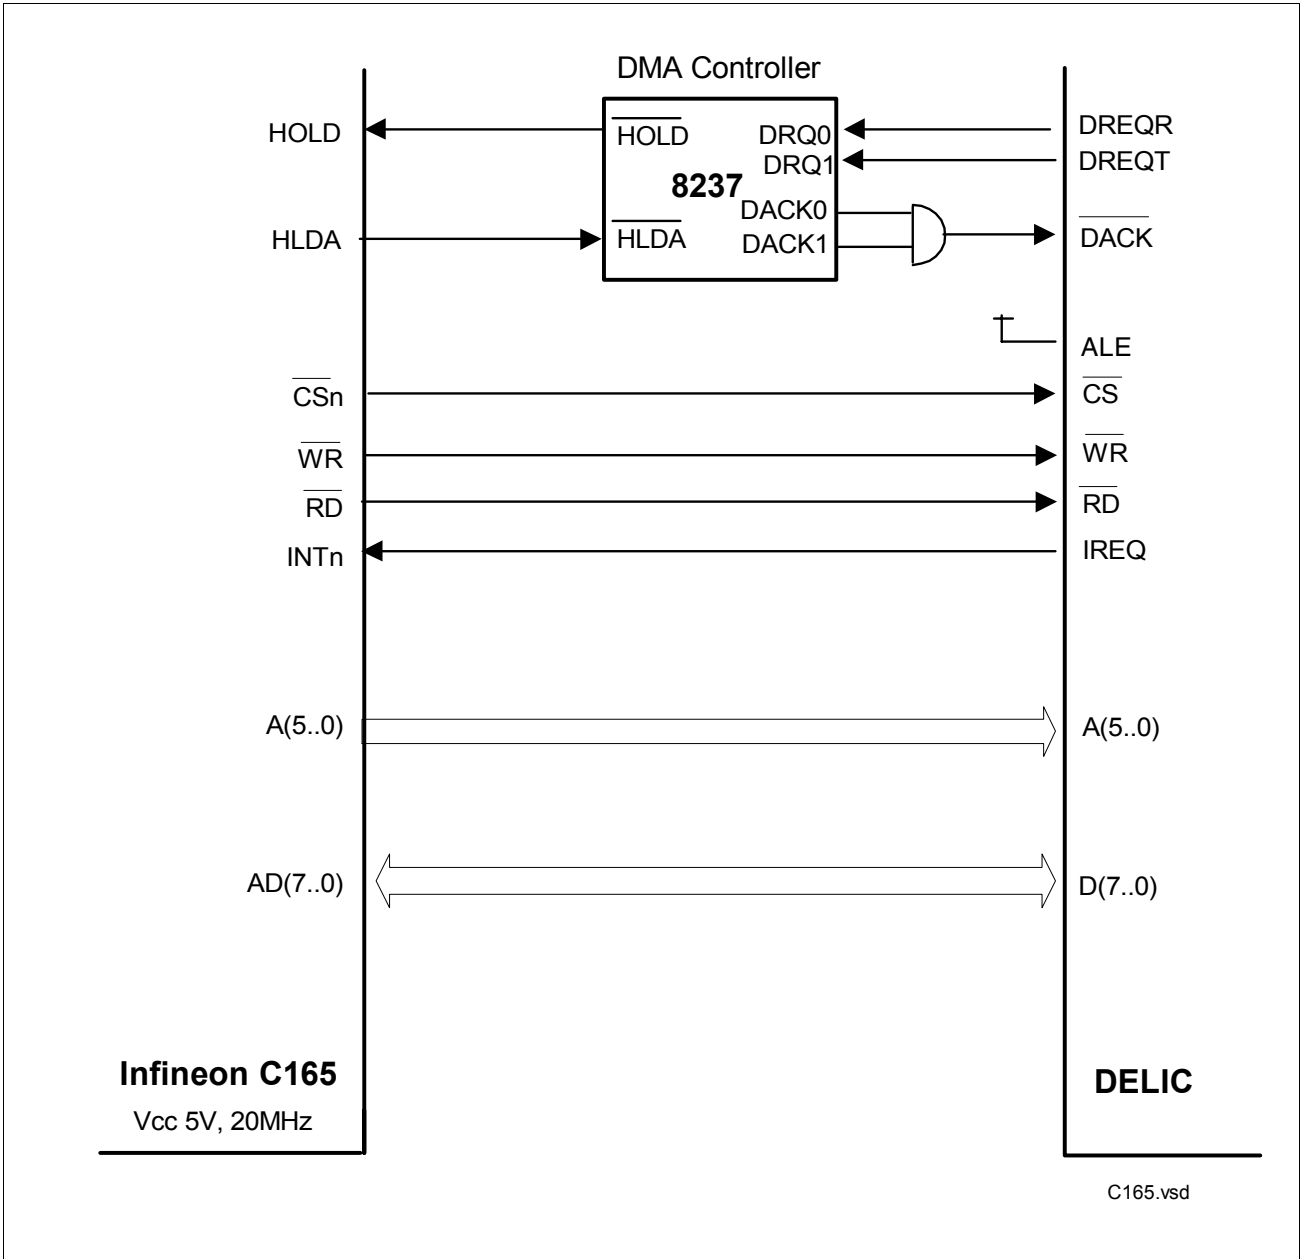 DMA Controller
HOLD
HOLD
DRQ0
DREQR
DRQ1
DREQT
8237
DACK0
HLDA
HLDA
DACK1
DACK
ALE
CSn
CS
WR
WR
RD
RD
INTn
IREQ
A(5..0)
A(5..0)
AD(7..0)
D(7..0)
Infineon C165
Vcc 5V, 20MHz
DELIC
C165.vsd